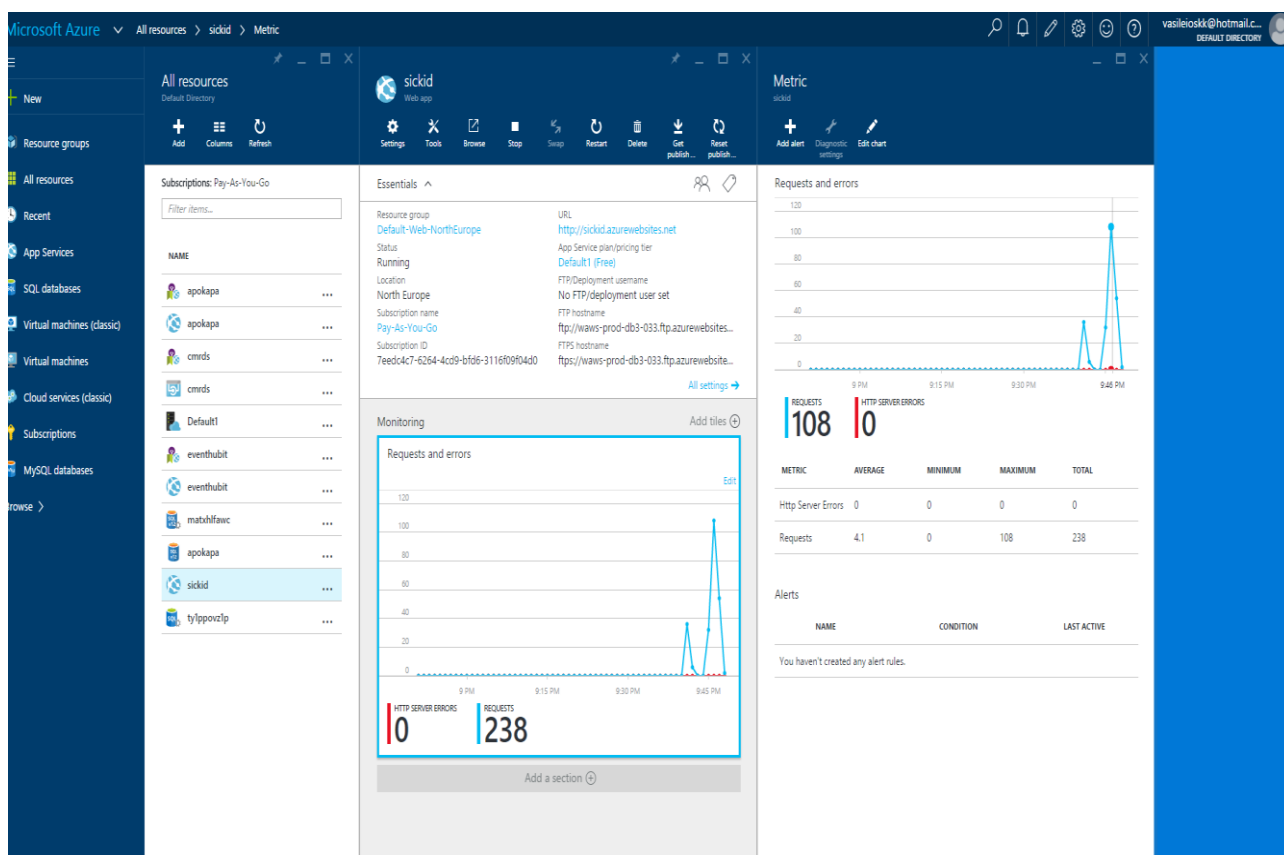 Microsoft Azure All resources > sickid > Metric
vasileioskk@hotmail.c...
DEFAULT DIRECTORY
New
Resource groups
All resources
Recent
App Services
SQL databases
Virtual machines (classic)
Virtual machines
Cloud services (classic)
Subscriptions
MySQL databases
Browse >
All resources
Default Directory
Add Columns Refresh
Subscriptions: Pay-As-You-Go
Filter items...
NAME
apokapa ...
apokapa ...
cmrds ...
cmrds ...
Default1 ...
eventhubit ...
eventhubit ...
matxhlfawc ...
apokapa ...
sickid ...
ty1ppovz1p ...
sickid
Web app
Settings Tools Browse Stop Swap Restart Delete Get publish... Reset publish...
Essentials
Resource group
Default-Web-NorthEurope
Status
Running
Location
North Europe
Subscription name
Pay-As-You-Go
Subscription ID
7eedc4c7-6264-4cd9-bfd6-3116f09f04d0
URL
http://sickid.azurewebsites.net
App Service plan/pricing tier
Default1 (Free)
FTP/Deployment username
No FTP/deployment user set
FTP hostname
ftp://waws-prod-db3-033.ftp.azurewebsites...
FTPS hostname
ftps://waws-prod-db3-033.ftp.azurewebsite...
All settings
Monitoring Add tiles
Requests and errors
Edit
120
100
80
60
40
20
0
9 PM 9:15 PM 9:30 PM 9:45 PM
HTTP SERVER ERRORS
0
REQUESTS
238
Add a section
Metric
sickid
Add alert Diagnostic settings Edit chart
Requests and errors
120
100
80
60
40
20
0
9 PM 9:15 PM 9:30 PM 9:46 PM
REQUESTS
108
HTTP SERVER ERRORS
0
METRIC AVERAGE MINIMUM MAXIMUM TOTAL
Http Server Errors 0 0 0 0
Requests 4.1 0 108 238
Alerts
NAME CONDITION LAST ACTIVE
You haven't created any alert rules.